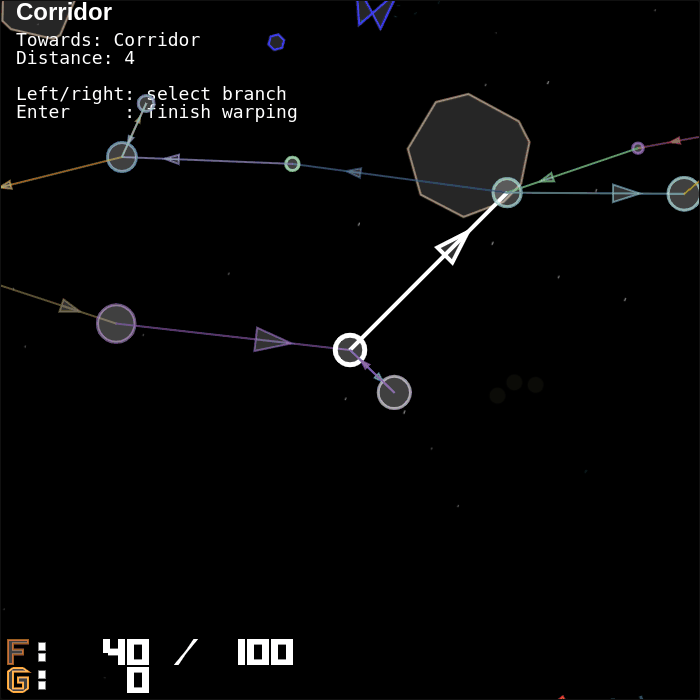 Corridor
Towards: Corridor
Distance: 4
Left/right: select branch
Enter     : finish warping
F: 40 / 100
G: 0